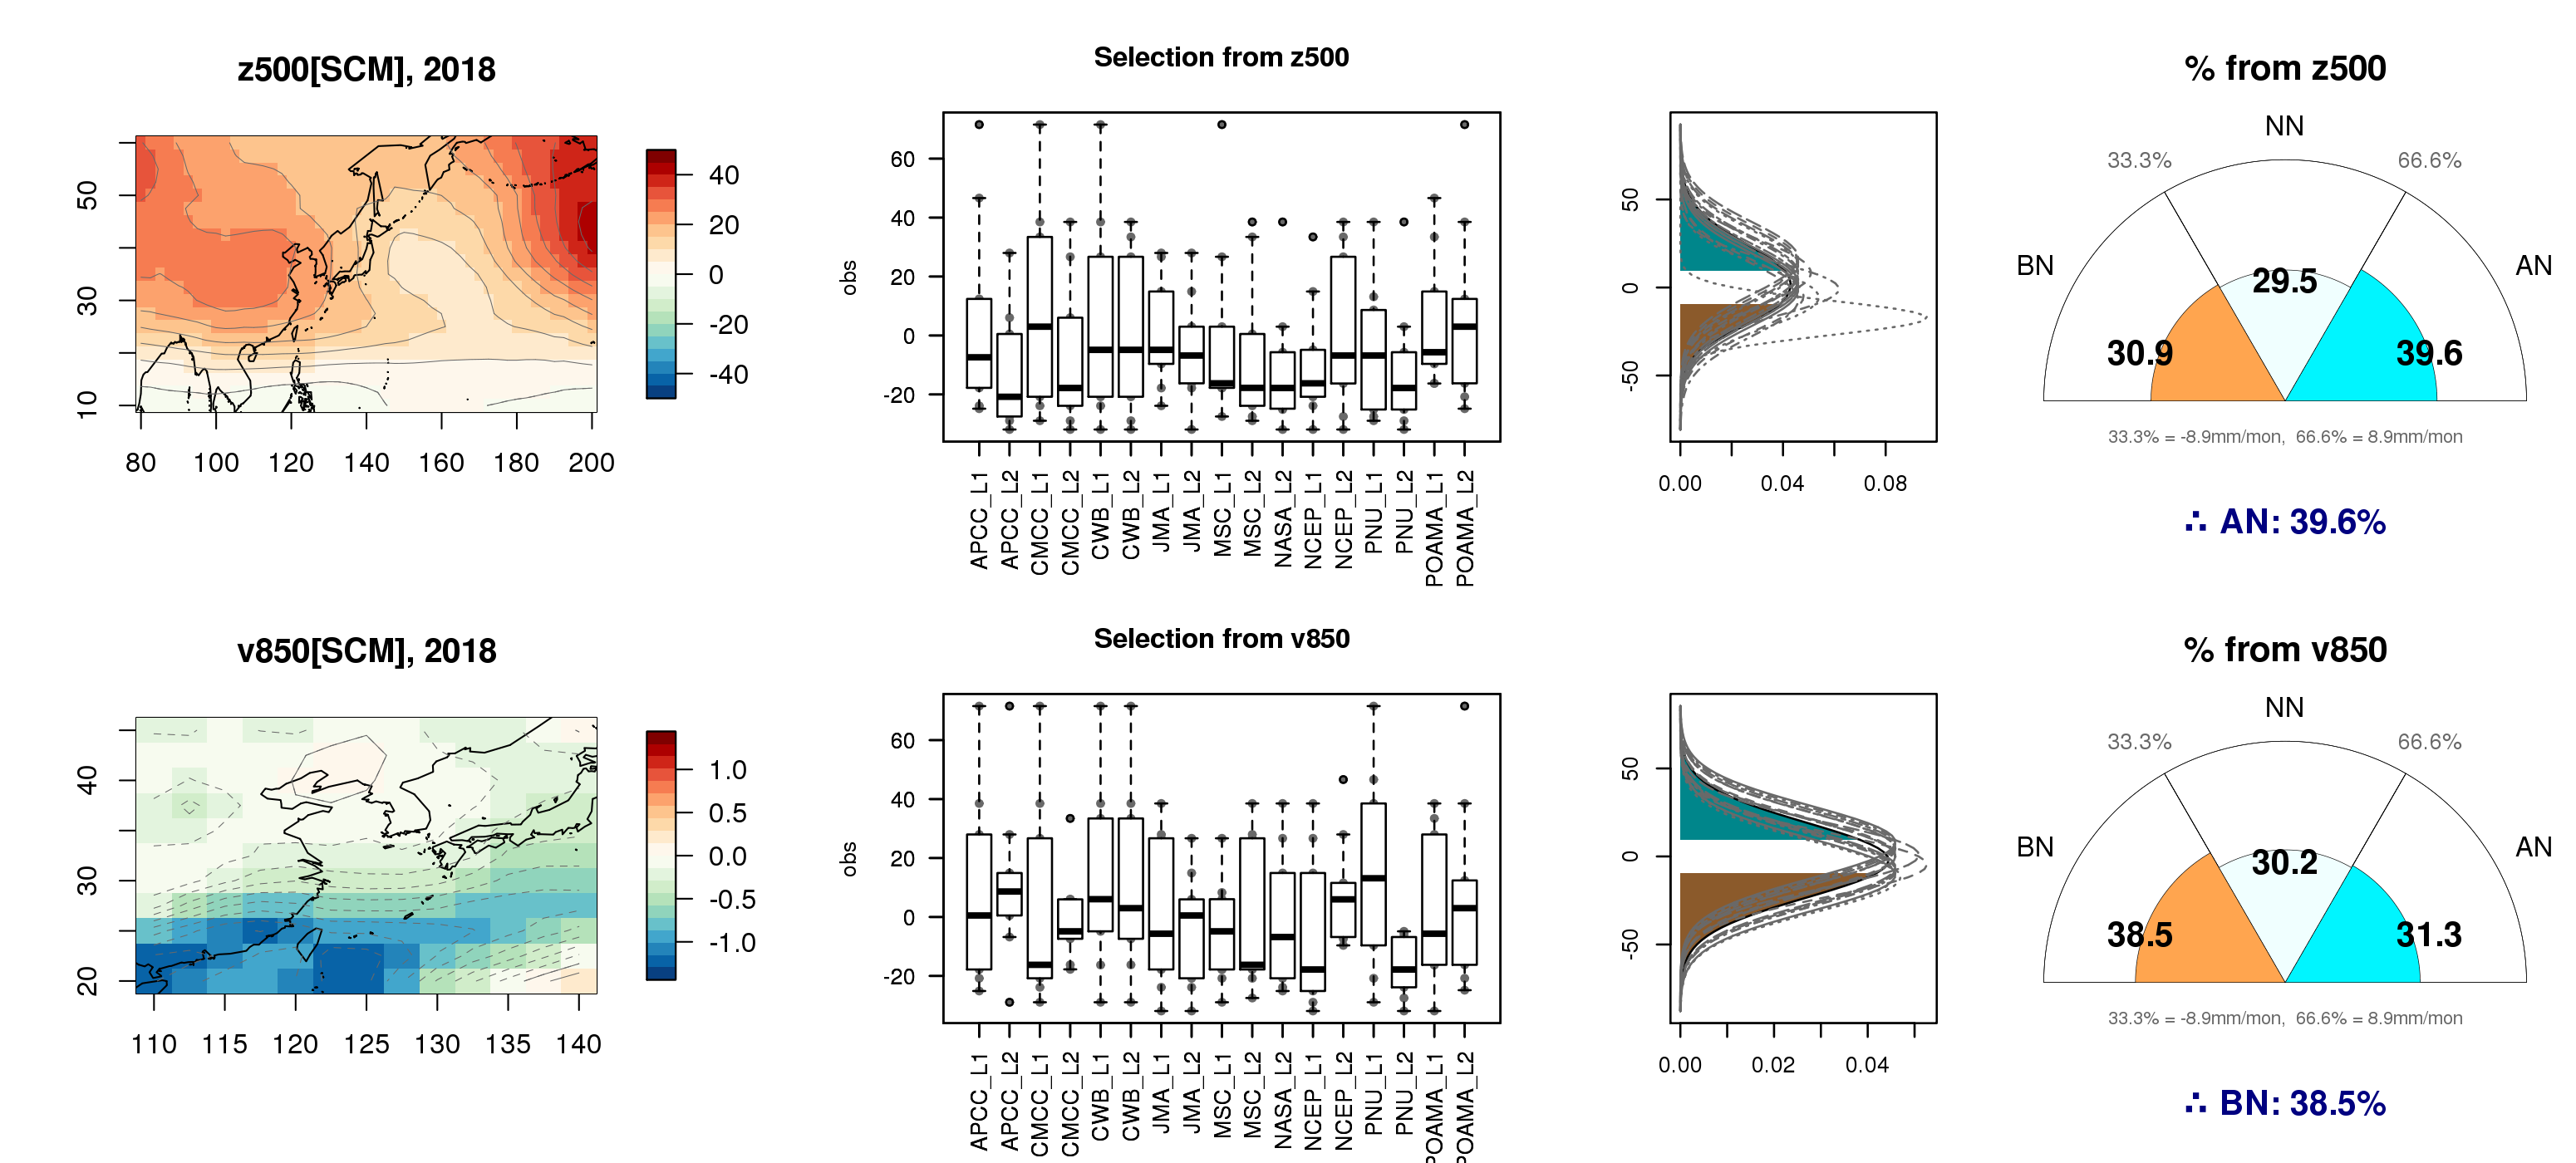 z500[SCM], 2018
50
30
10
80 100 120 140 160 180 200
40
20
0
-20
-40
Selection from z500
obs
60
40
20
0
-20
APCC_L1
APCC_L2
CMCC_L1
CMCC_L2
CWB_L1
CWB_L2
JMA_L1
JMA_L2
MSC_L1
MSC_L2
NASA_L2
NCEP_L1
NCEP_L2
PNU_L1
PNU_L2
POAMA_L1
POAMA_L2
50
0
-50
0.00 0.04 0.08
% from z500
NN
33.3% 66.6%
BN AN
29.5
30.9 39.6
33.3% = -8.9mm/mon, 66.6% = 8.9mm/mon
∴ AN: 39.6%
v850[SCM], 2018
40
30
20
110 115 120 125 130 135 140
1.0
0.5
0.0
-0.5
-1.0
Selection from v850
obs
60
40
20
0
-20
APCC_L1
APCC_L2
CMCC_L1
CMCC_L2
CWB_L1
CWB_L2
JMA_L1
JMA_L2
MSC_L1
MSC_L2
NASA_L2
NCEP_L1
NCEP_L2
PNU_L1
PNU_L2
POAMA_L1
POAMA_L2
50
0
-50
0.00 0.02 0.04
% from v850
NN
33.3% 66.6%
BN AN
30.2
38.5 31.3
33.3% = -8.9mm/mon, 66.6% = 8.9mm/mon
∴ BN: 38.5%